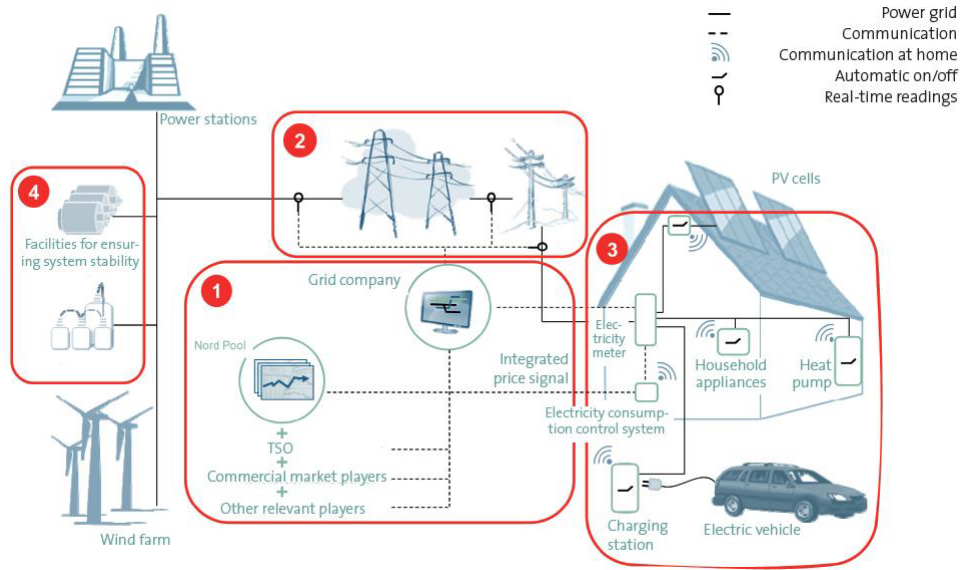 Power grid
Communication
Communication at home
Automatic on/off
Real-time readings
Power stations
2
4
Facilities for ensur-
ing system stability
PV cells
3
1
Grid company
Nord Pool
Elec-
tricity
meter
Integrated
price signal
Household
appliances
Heat
pump
Electricity consump-
tion control system
+
TSO
+
Commercial market players
+
Other relevant players
Wind farm
Charging
station
Electric vehicle